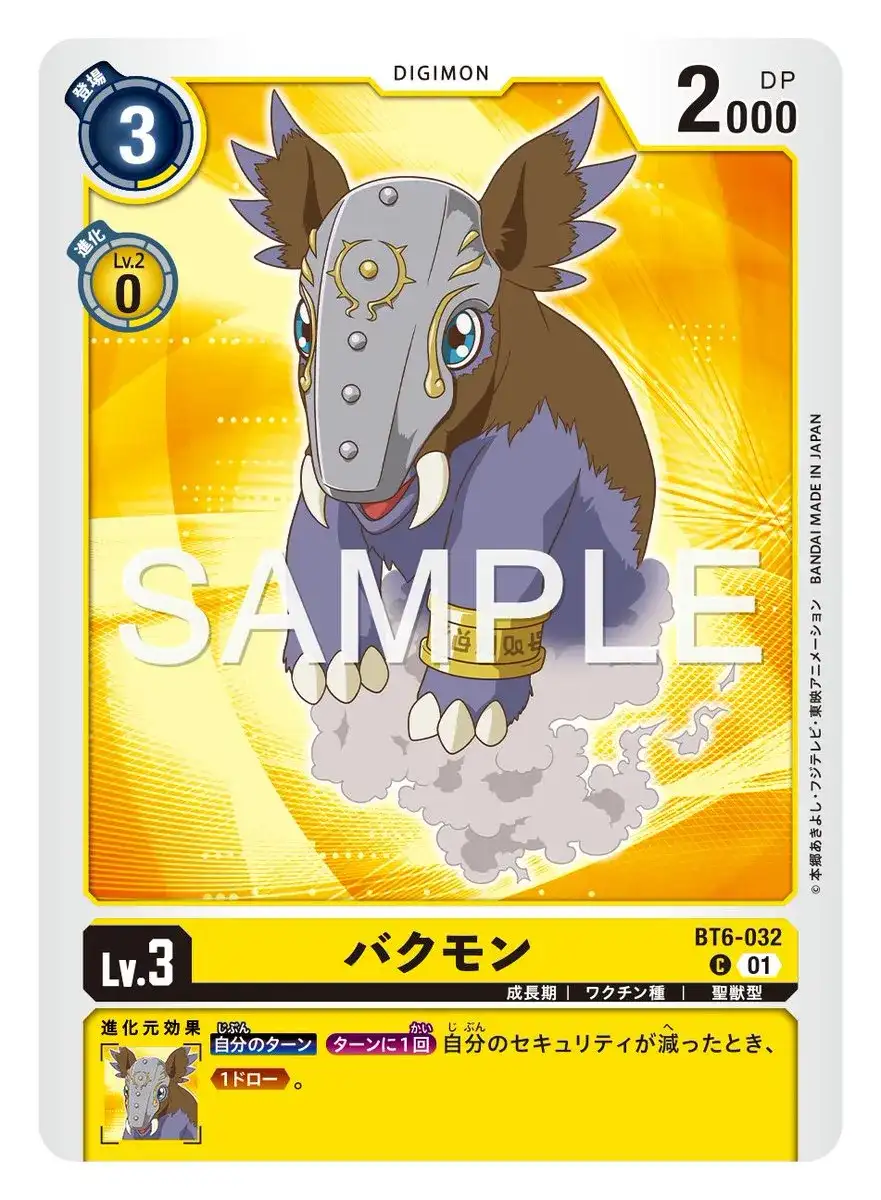 DIGIMON
登場
3
2000
DP
進化
Lv.2
0
SAMPLE
©本郷あきよし・フジテレビ・東映アニメーション BANDAI MADE IN JAPAN
Lv.3
バクモン
BT6-032
C 01
成長期 | ワクチン種 | 聖獣型
進化元効果
自分のターン ターンに1回 自分のセキュリティが減ったとき、
1ドロー 。